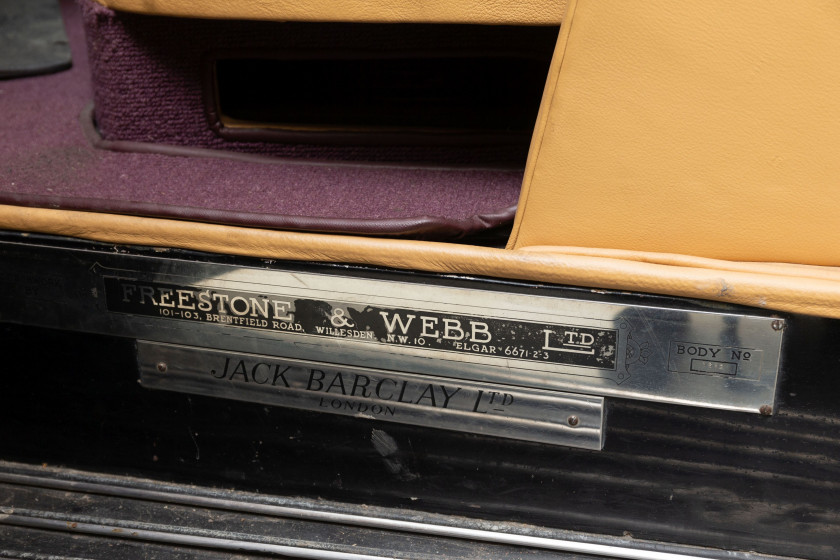 FREESTONE & WEBB LTD
101-103, BRENTFIELD ROAD, WILLESDEN N.W.10. ELGAR 6671-2-3
BODY No
JACK BARCLAY LTD
LONDON